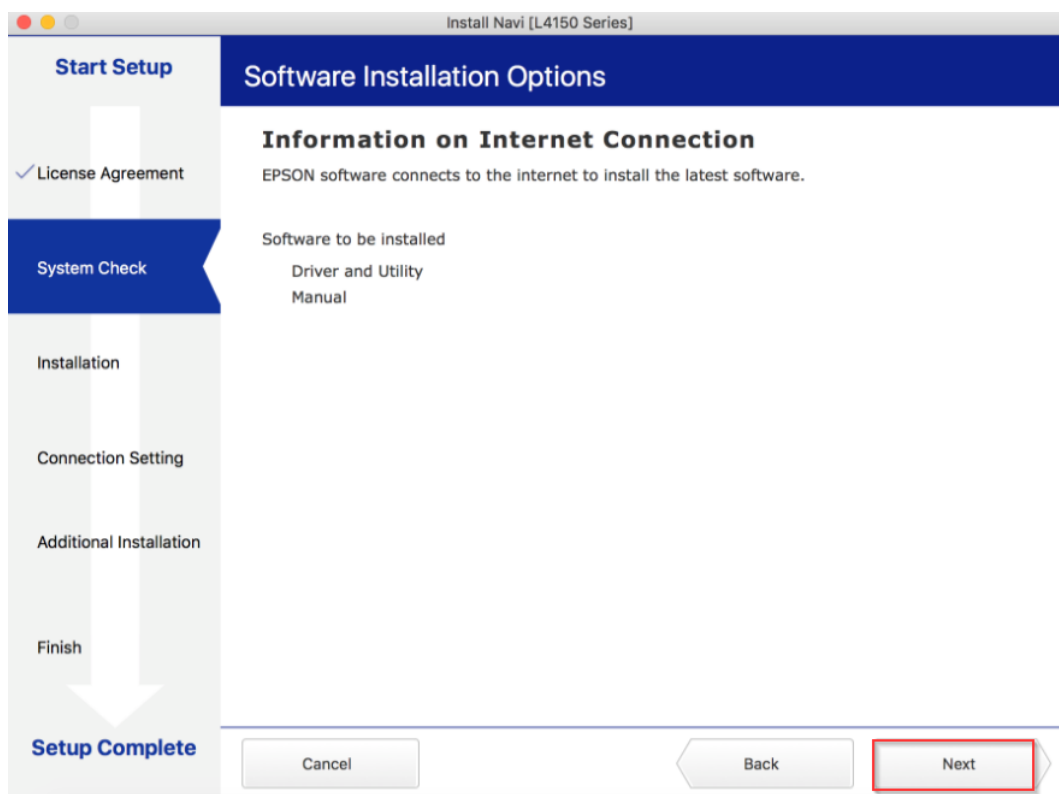 Install Navi [L4150 Series]
Start Setup
License Agreement
System Check
Installation
Connection Setting
Additional Installation
Finish
Setup Complete
Software Installation Options
Information on Internet Connection
EPSON software connects to the internet to install the latest software.
Software to be installed
Driver and Utility
Manual
Cancel
Back
Next